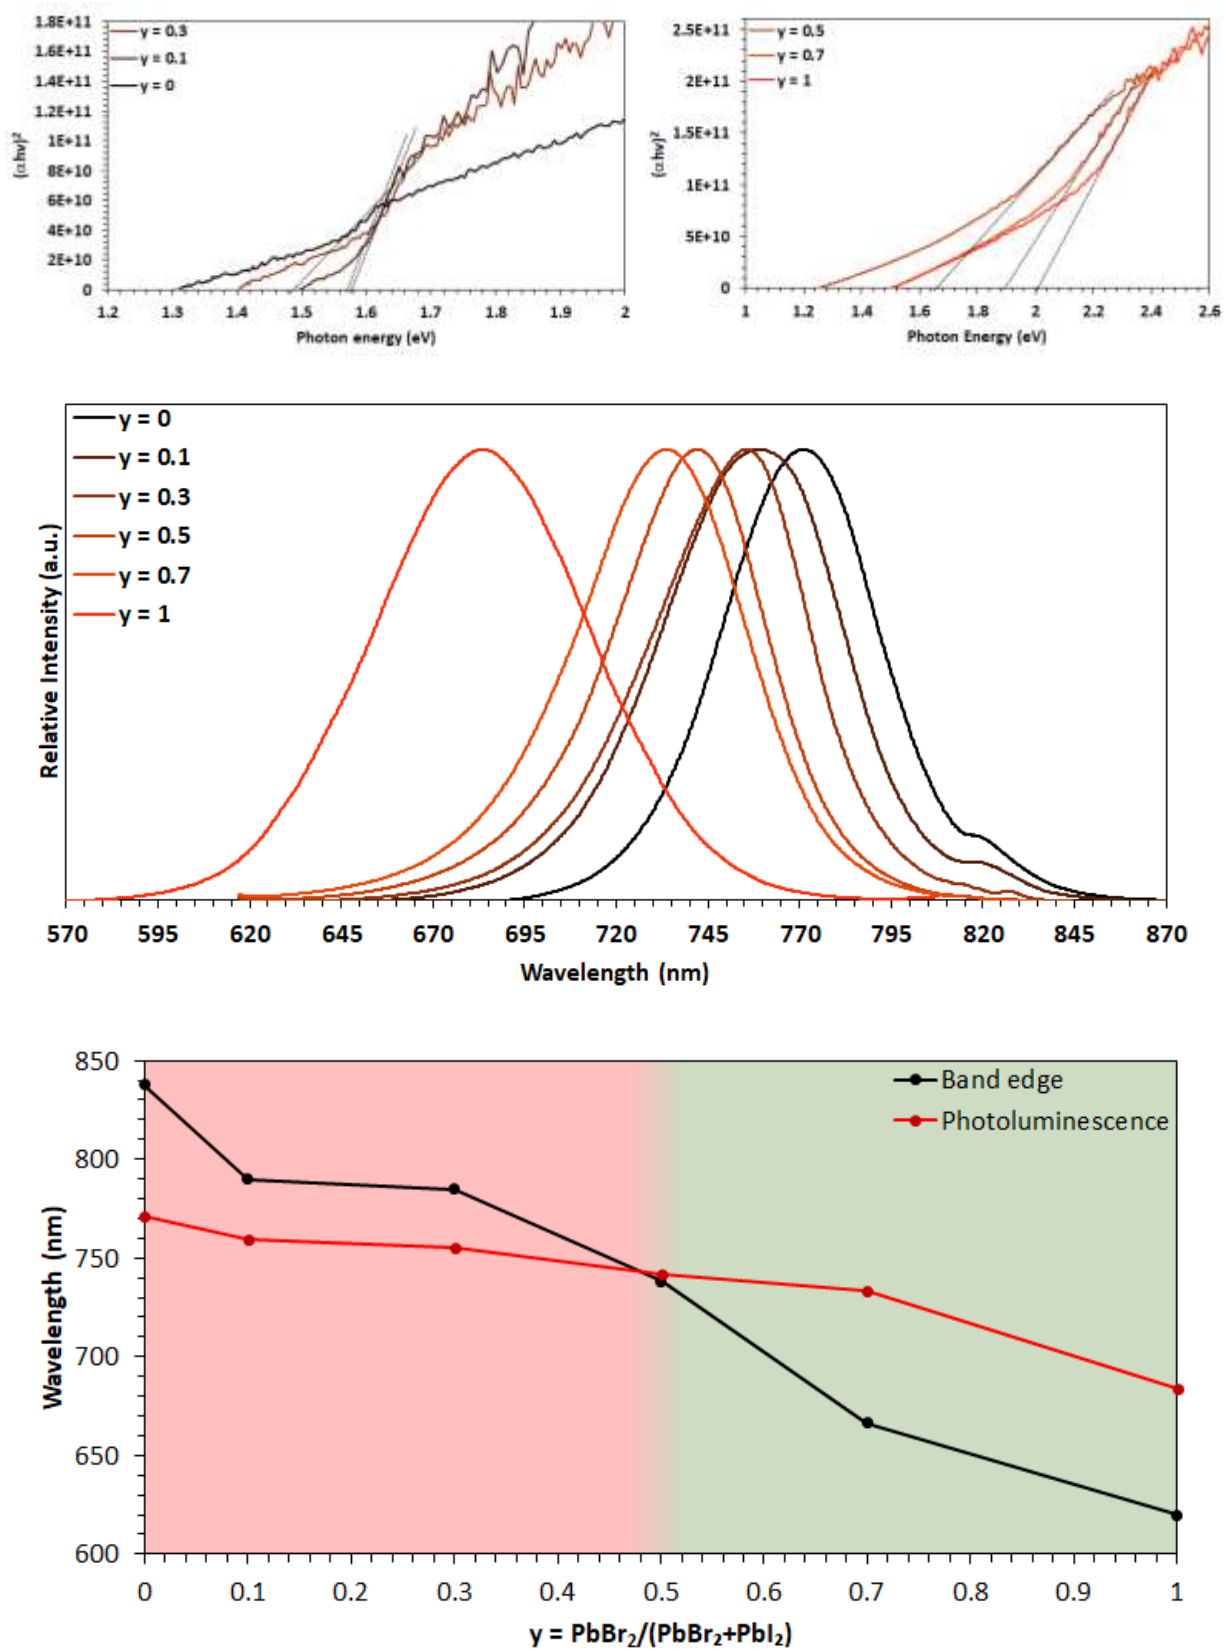 1.8E+11
1.6E+11
1.4E+11
1.2E+11
1E+11
8E+10
6E+10
4E+10
2E+10
0
(αhν)²
y = 0.3
y = 0.1
y = 0
1.2 1.3 1.4 1.5 1.6 1.7 1.8 1.9 2
Photon energy (eV)
2.5E+11
2E+11
1.5E+11
1E+11
5E+10
0
(αhν)²
y = 0.5
y = 0.7
y = 1
1 1.2 1.4 1.6 1.8 2 2.2 2.4 2.6
Photon Energy (eV)
y = 0
y = 0.1
y = 0.3
y = 0.5
y = 0.7
y = 1
Relative Intensity (a.u.)
570 595 620 645 670 695 720 745 770 795 820 845 870
Wavelength (nm)
850
800
750
700
650
600
Wavelength (nm)
Band edge
Photoluminescence
0 0.1 0.2 0.3 0.4 0.5 0.6 0.7 0.8 0.9 1
y = PbBr₂/(PbBr₂+PbI₂)